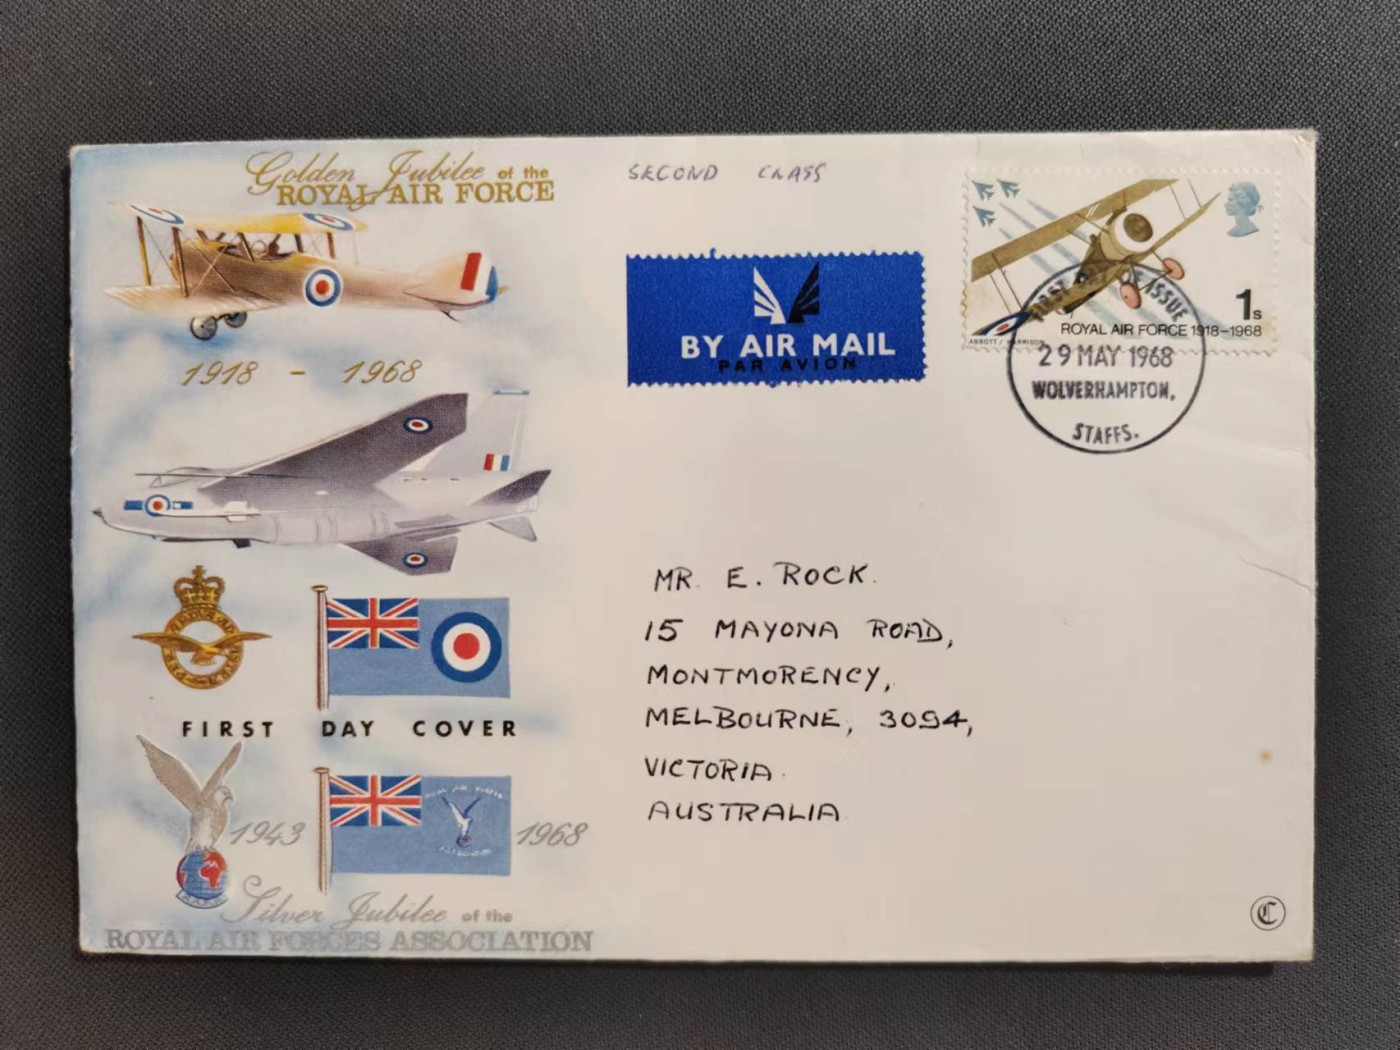 Golden Jubilee of the
ROYAL AIR FORCE
1918 - 1968
FIRST DAY COVER
1943 1968
Silver Jubilee of the
ROYAL AIR FORCES ASSOCIATION
SECOND CLASS
BY AIR MAIL
PAR AVION
1s
ROYAL AIR FORCE 1918-1968
ABBOTT / HARRISON
FIRST DAY OF ISSUE
29 MAY 1968
WOLVERHAMPTON,
STAFFS.
MR. E. ROCK.
15 MAYONA ROAD,
MONTMORENCY,
MELBOURNE, 3094,
VICTORIA.
AUSTRALIA
C